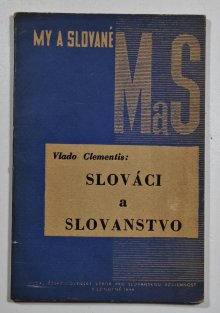 MY A SLOVANÉ
MaS
Vlado Clementis:
SLOVÁCI
a
SLOVANSTVO